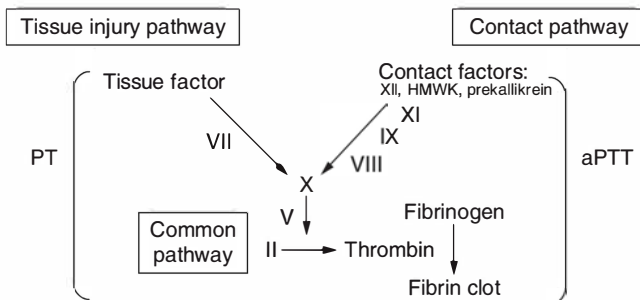 Tissue injury pathway
Contact pathway
Tissue factor
Contact factors:
XII, HMWK, prekallikrein
XI
VII
IX
PT
VIII
aPTT
X
V
Fibrinogen
Common
pathway
II
Thrombin
Fibrin clot